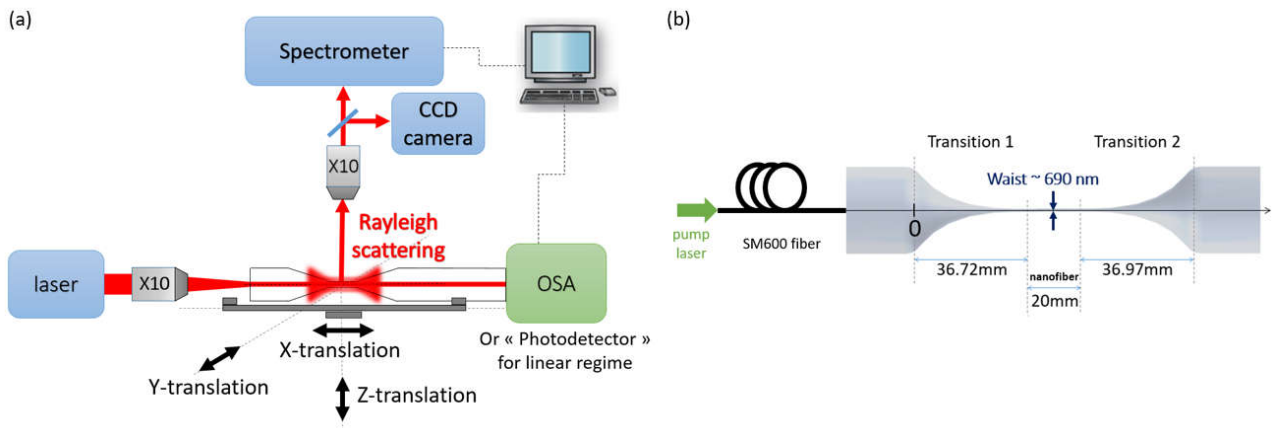 (a)
Spectrometer
CCD
camera
X10
Rayleigh
scattering
laser
X10
OSA
Or « Photodetector »
for linear regime
X-translation
Y-translation
Z-translation
(b)
Transition 1
Transition 2
Waist ~ 690 nm
pump
laser
SM600 fiber
0
36.72mm
nanofiber
20mm
36.97mm